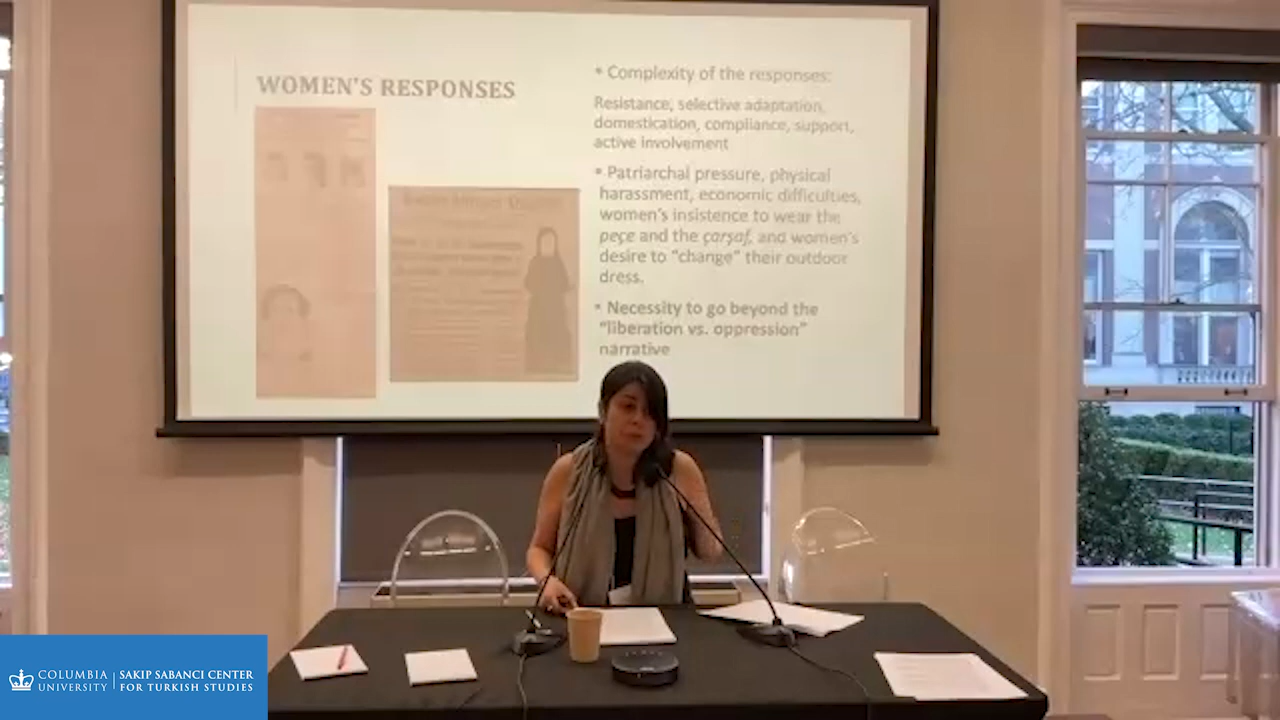 WOMEN'S RESPONSES
• Complexity of the responses:
Resistance, selective adaptation,
domestication, compliance, support,
active involvement
• Patriarchal pressure, physical
harassment, economic difficulties,
women's insistence to wear the
peçe and the çarşaf, and women's
desire to "change" their outdoor
dress.
• Necessity to go beyond the
"liberation vs. oppression"
narrative
COLUMBIA
UNIVERSITY
SAKIP SABANCI CENTER
FOR TURKISH STUDIES